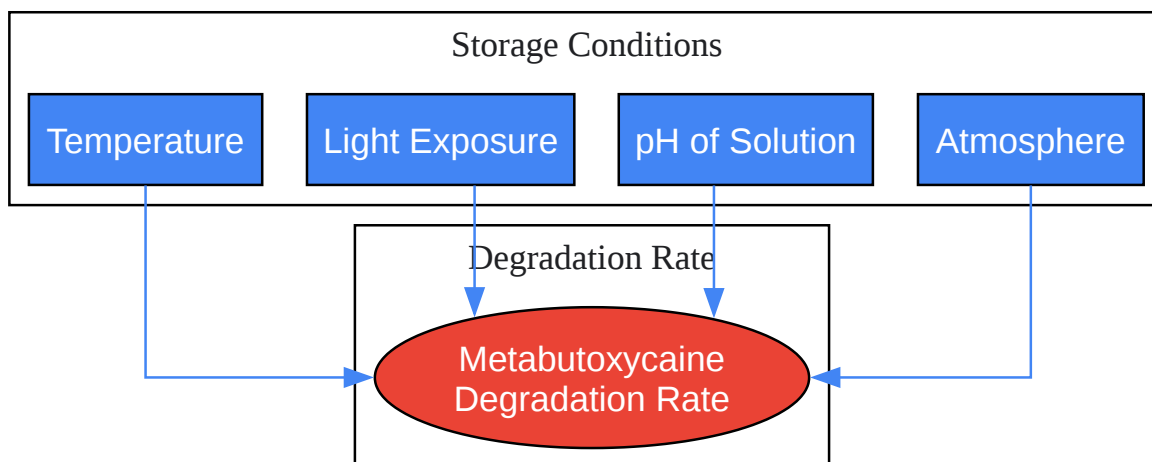 Storage Conditions
Temperature
Light Exposure
pH of Solution
Atmosphere
Degradation Rate
Metabutoxycaine
Degradation Rate